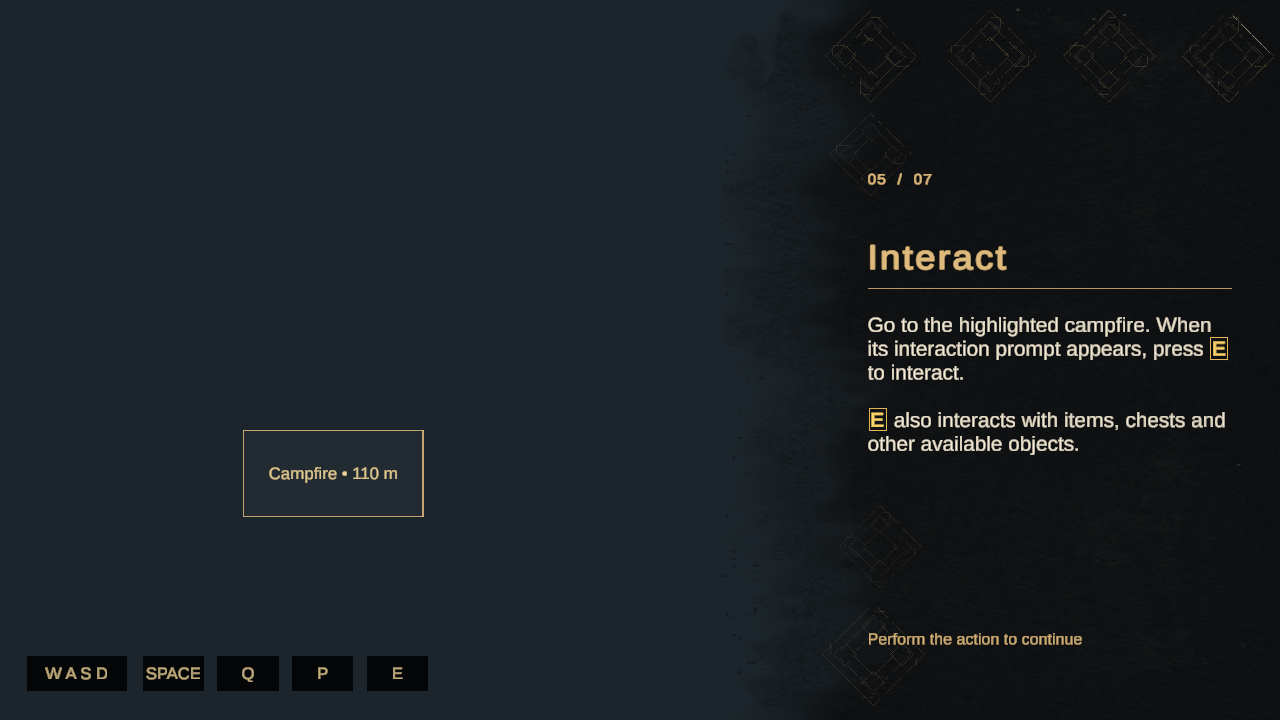 05 / 07
Interact
Go to the highlighted campfire. When
its interaction prompt appears, press E
to interact.
E also interacts with items, chests and
other available objects.
Campfire • 110 m
Perform the action to continue
W A S D SPACE Q P E